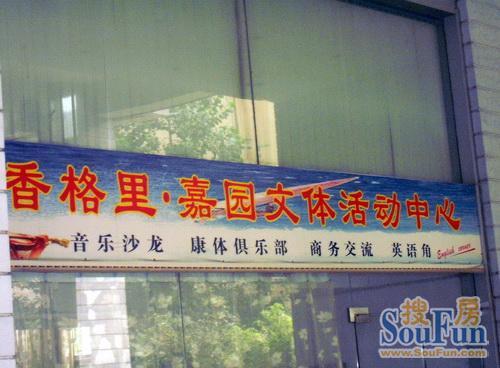 香格里·嘉园文体活动中心
音乐沙龙 康体俱乐部 商务交流 英语角 English corner
搜房
SouFun
www.SouFun.com